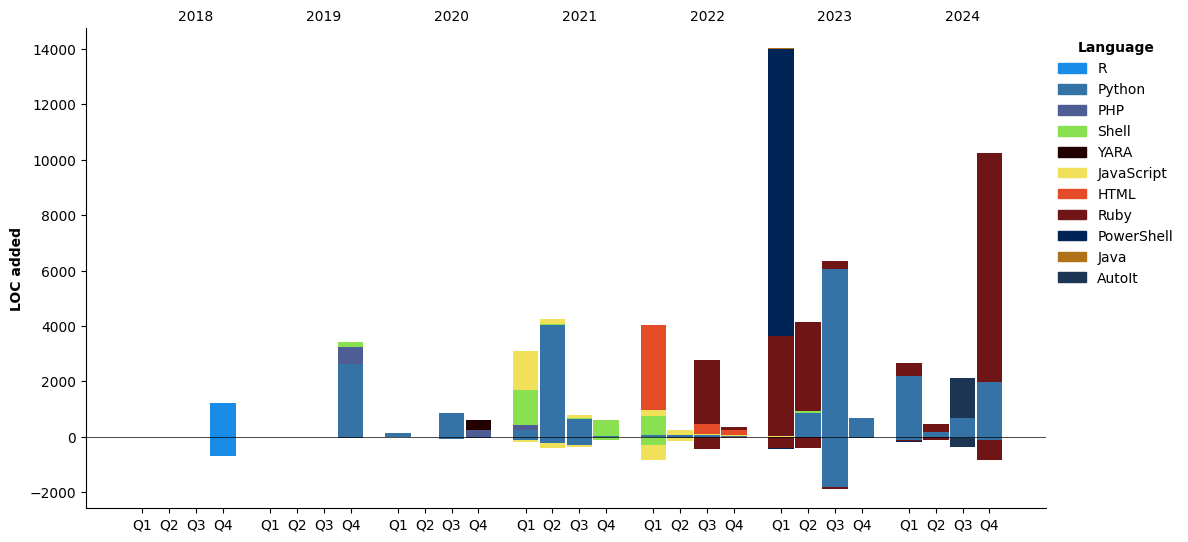 2018 2019 2020 2021 2022 2023 2024
LOC added
14000
12000
10000
8000
6000
4000
2000
0
−2000
Q1 Q2 Q3 Q4 Q1 Q2 Q3 Q4 Q1 Q2 Q3 Q4 Q1 Q2 Q3 Q4 Q1 Q2 Q3 Q4 Q1 Q2 Q3 Q4 Q1 Q2 Q3 Q4
Language
R
Python
PHP
Shell
YARA
JavaScript
HTML
Ruby
PowerShell
Java
AutoIt